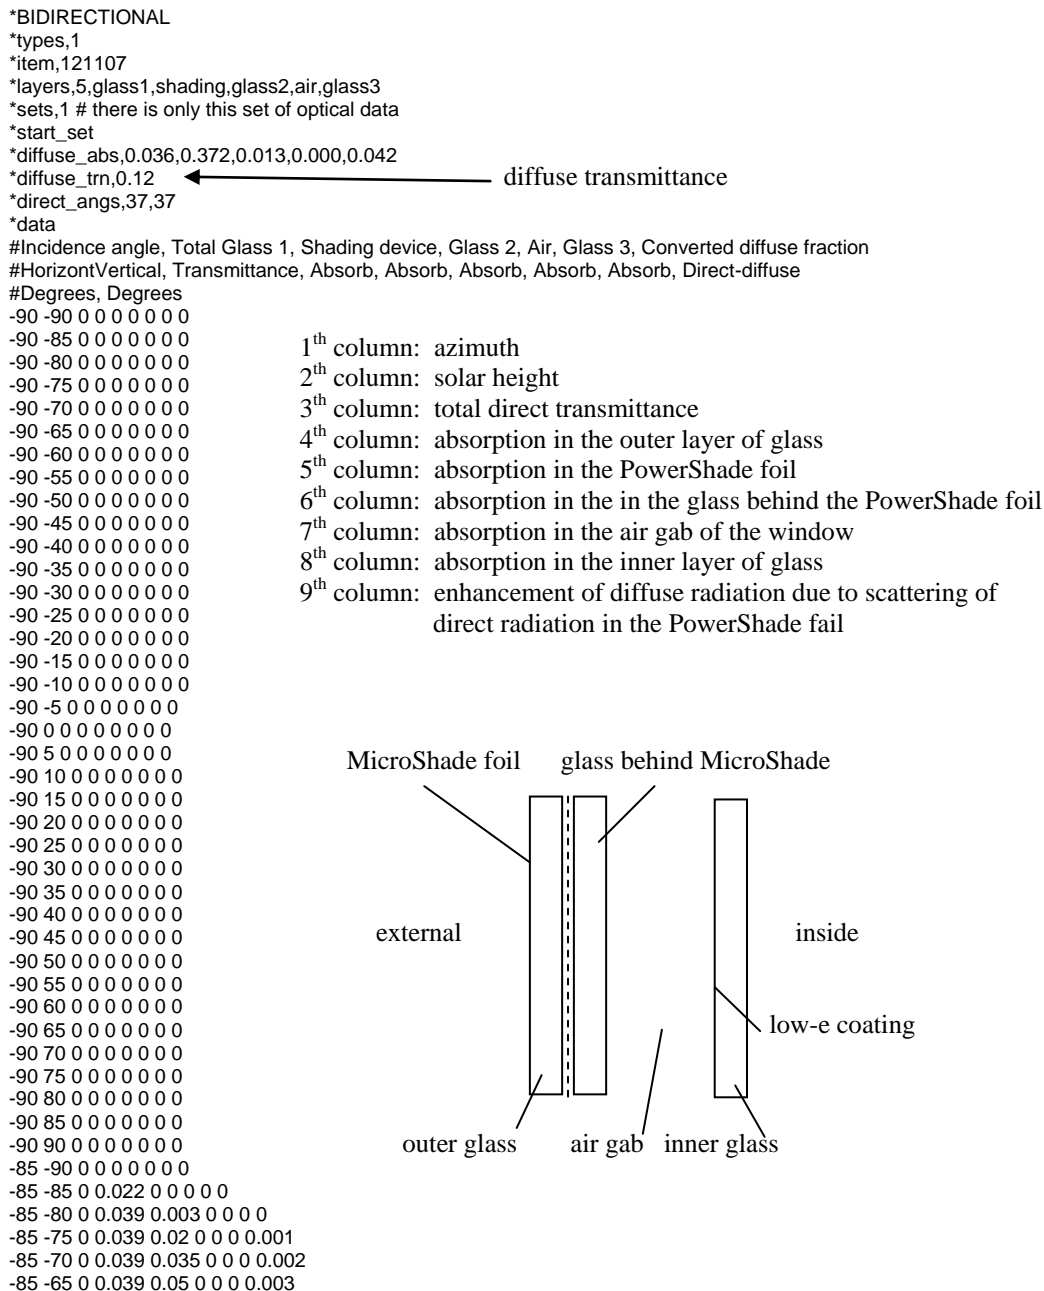 *BIDIRECTIONAL
*types,1
*item,121107
*layers,5,glass1,shading,glass2,air,glass3
*sets,1 # there is only this set of optical data
*start_set
*diffuse_abs,0.036,0.372,0.013,0.000,0.042
*diffuse_trn,0.12
diffuse transmittance
*direct_angs,37,37
*data
#Incidence angle, Total Glass 1, Shading device, Glass 2, Air, Glass 3, Converted diffuse fraction
#HorizontVertical, Transmittance, Absorb, Absorb, Absorb, Absorb, Absorb, Direct-diffuse
#Degrees, Degrees
-90 -90 0 0 0 0 0 0 0
-90 -85 0 0 0 0 0 0 0
-90 -80 0 0 0 0 0 0 0
-90 -75 0 0 0 0 0 0 0
-90 -70 0 0 0 0 0 0 0
-90 -65 0 0 0 0 0 0 0
-90 -60 0 0 0 0 0 0 0
-90 -55 0 0 0 0 0 0 0
-90 -50 0 0 0 0 0 0 0
-90 -45 0 0 0 0 0 0 0
-90 -40 0 0 0 0 0 0 0
-90 -35 0 0 0 0 0 0 0
-90 -30 0 0 0 0 0 0 0
-90 -25 0 0 0 0 0 0 0
-90 -20 0 0 0 0 0 0 0
-90 -15 0 0 0 0 0 0 0
-90 -10 0 0 0 0 0 0 0
-90 -5 0 0 0 0 0 0 0
-90 0 0 0 0 0 0 0 0
-90 5 0 0 0 0 0 0 0
-90 10 0 0 0 0 0 0 0
-90 15 0 0 0 0 0 0 0
-90 20 0 0 0 0 0 0 0
-90 25 0 0 0 0 0 0 0
-90 30 0 0 0 0 0 0 0
-90 35 0 0 0 0 0 0 0
-90 40 0 0 0 0 0 0 0
-90 45 0 0 0 0 0 0 0
-90 50 0 0 0 0 0 0 0
-90 55 0 0 0 0 0 0 0
-90 60 0 0 0 0 0 0 0
-90 65 0 0 0 0 0 0 0
-90 70 0 0 0 0 0 0 0
-90 75 0 0 0 0 0 0 0
-90 80 0 0 0 0 0 0 0
-90 85 0 0 0 0 0 0 0
-90 90 0 0 0 0 0 0 0
-85 -90 0 0 0 0 0 0 0
-85 -85 0 0.022 0 0 0 0 0
-85 -80 0 0.039 0.003 0 0 0 0
-85 -75 0 0.039 0.02 0 0 0 0.001
-85 -70 0 0.039 0.035 0 0 0 0.002
-85 -65 0 0.039 0.05 0 0 0 0.003
1th column: azimuth
2th column: solar height
3th column: total direct transmittance
4th column: absorption in the outer layer of glass
5th column: absorption in the PowerShade foil
6th column: absorption in the in the glass behind the PowerShade foil
7th column: absorption in the air gab of the window
8th column: absorption in the inner layer of glass
9th column: enhancement of diffuse radiation due to scattering of
direct radiation in the PowerShade fail
MicroShade foil
glass behind MicroShade
external
inside
low-e coating
outer glass
air gab
inner glass